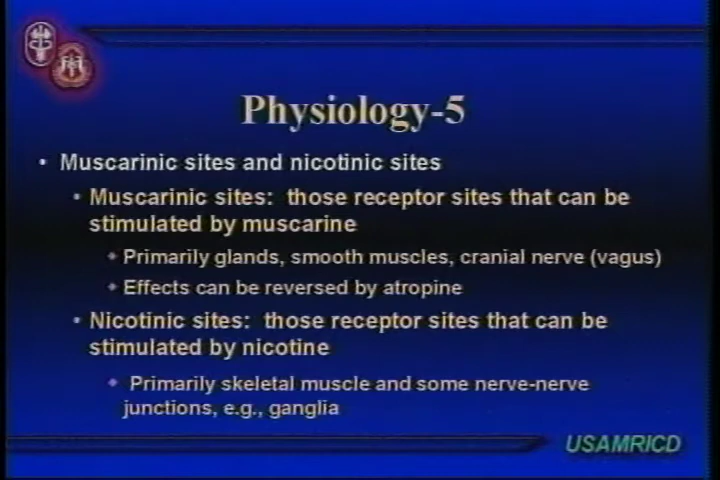 Physiology-5
• Muscarinic sites and nicotinic sites
• Muscarinic sites: those receptor sites that can be
stimulated by muscarine
Primarily glands, smooth muscles, cranial nerve (vagus)
Effects can be reversed by atropine
• Nicotinic sites: those receptor sites that can be
stimulated by nicotine
Primarily skeletal muscle and some nerve-nerve
junctions, e.g., ganglia
USAMRICD